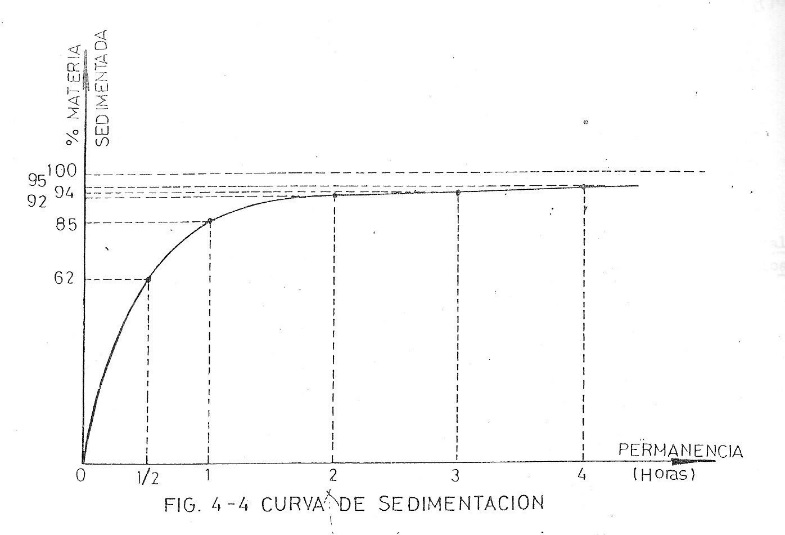 % MATERIA
SEDIMENTADA
100
95
94
92
85
62
0
1/2
1
2
3
4
PERMANENCIA
(Horas)
FIG. 4-4 CURVA DE SEDIMENTACION